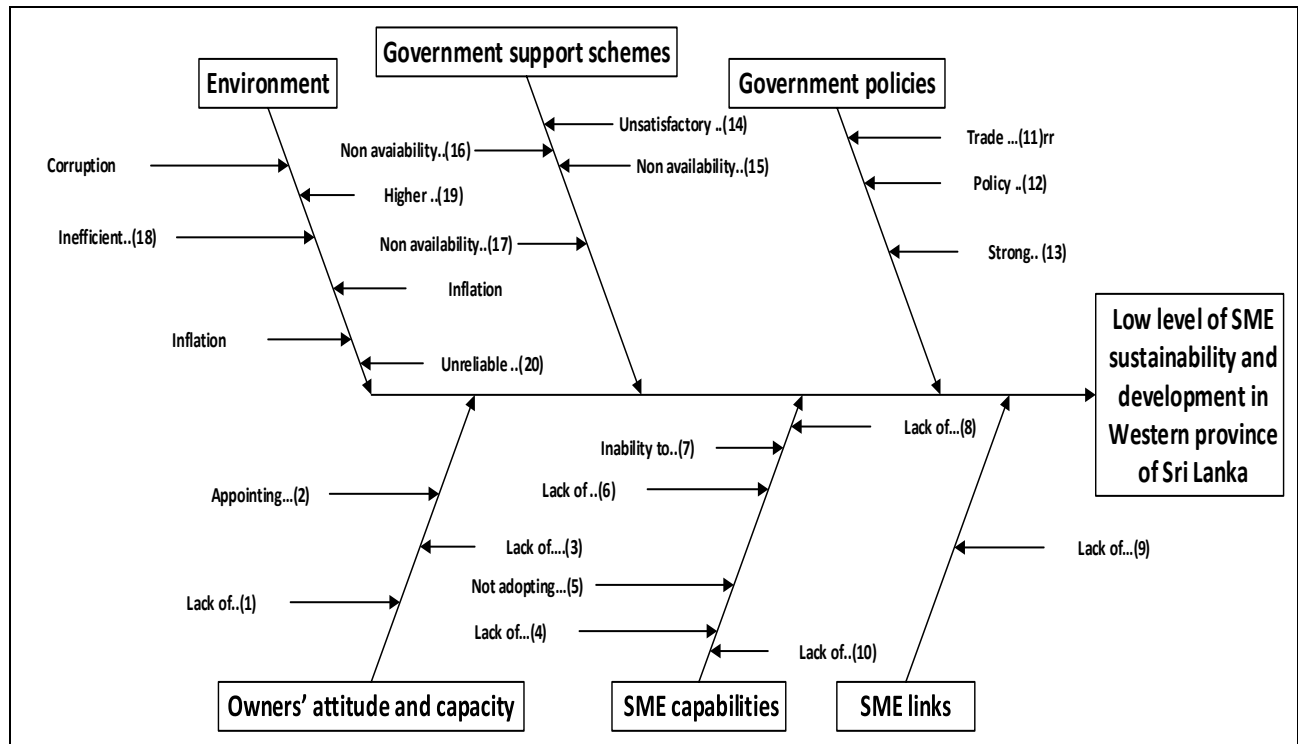 Government support schemes
Environment
Government policies
Unsatisfactory ..(14)
Trade ...(11)rr
Non avaiability..(16)
Corruption
Non availability..(15)
Policy ..(12)
Higher ..(19)
Inefficient..(18)
Non availability..(17)
Strong.. (13)
Inflation
Inflation
Unreliable ..(20)
Low level of SME
sustainability and
development in
Western province
of Sri Lanka
Lack of...(8)
Inability to..(7)
Appointing...(2)
Lack of ..(6)
Lack of....(3)
Lack of...(9)
Not adopting...(5)
Lack of..(1)
Lack of...(4)
Lack of..(10)
Owners’ attitude and capacity
SME capabilities
SME links